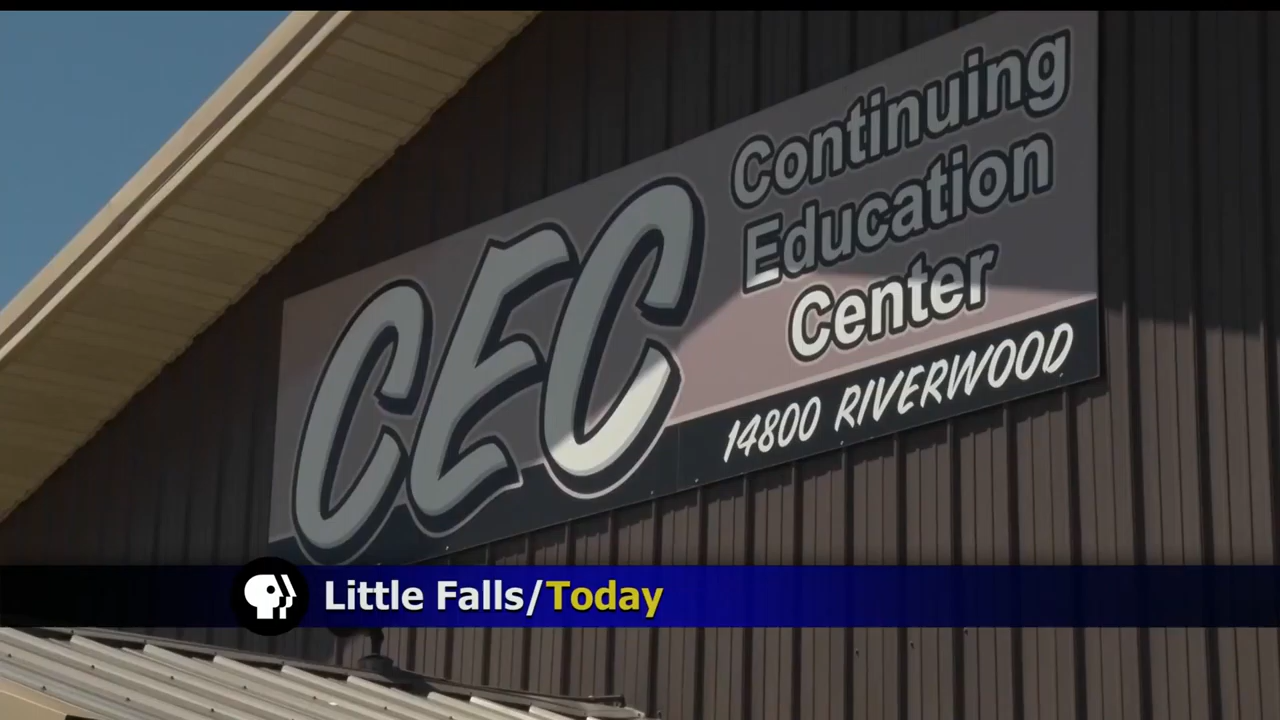 CEC
Continuing
Education
Center
14800 RIVERWOOD
Little Falls/Today